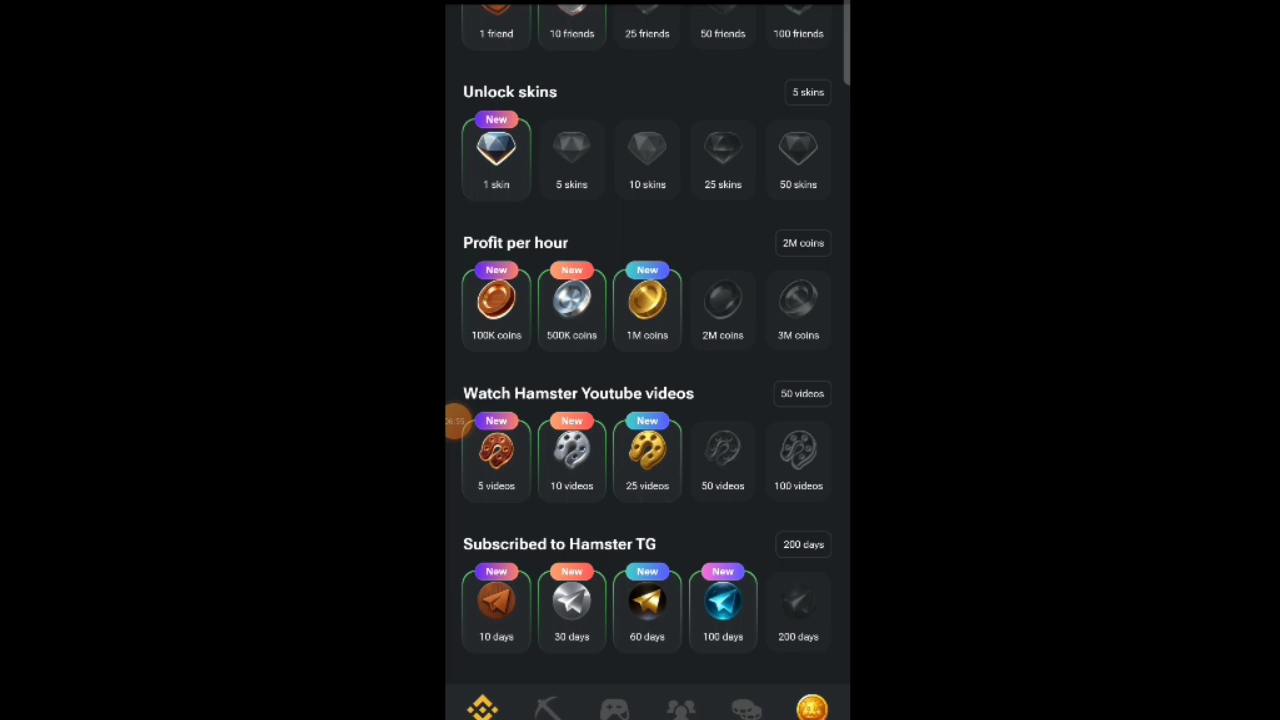 1 friend 10 friends 25 friends 50 friends 100 friends
Unlock skins 5 skins
New
1 skin 5 skins 10 skins 25 skins 50 skins
Profit per hour 2M coins
New New New
100K coins 500K coins 1M coins 2M coins 3M coins
Watch Hamster Youtube videos 50 videos
06:55 New New New
5 videos 10 videos 25 videos 50 videos 100 videos
Subscribed to Hamster TG 200 days
New New New New
10 days 30 days 60 days 100 days 200 days